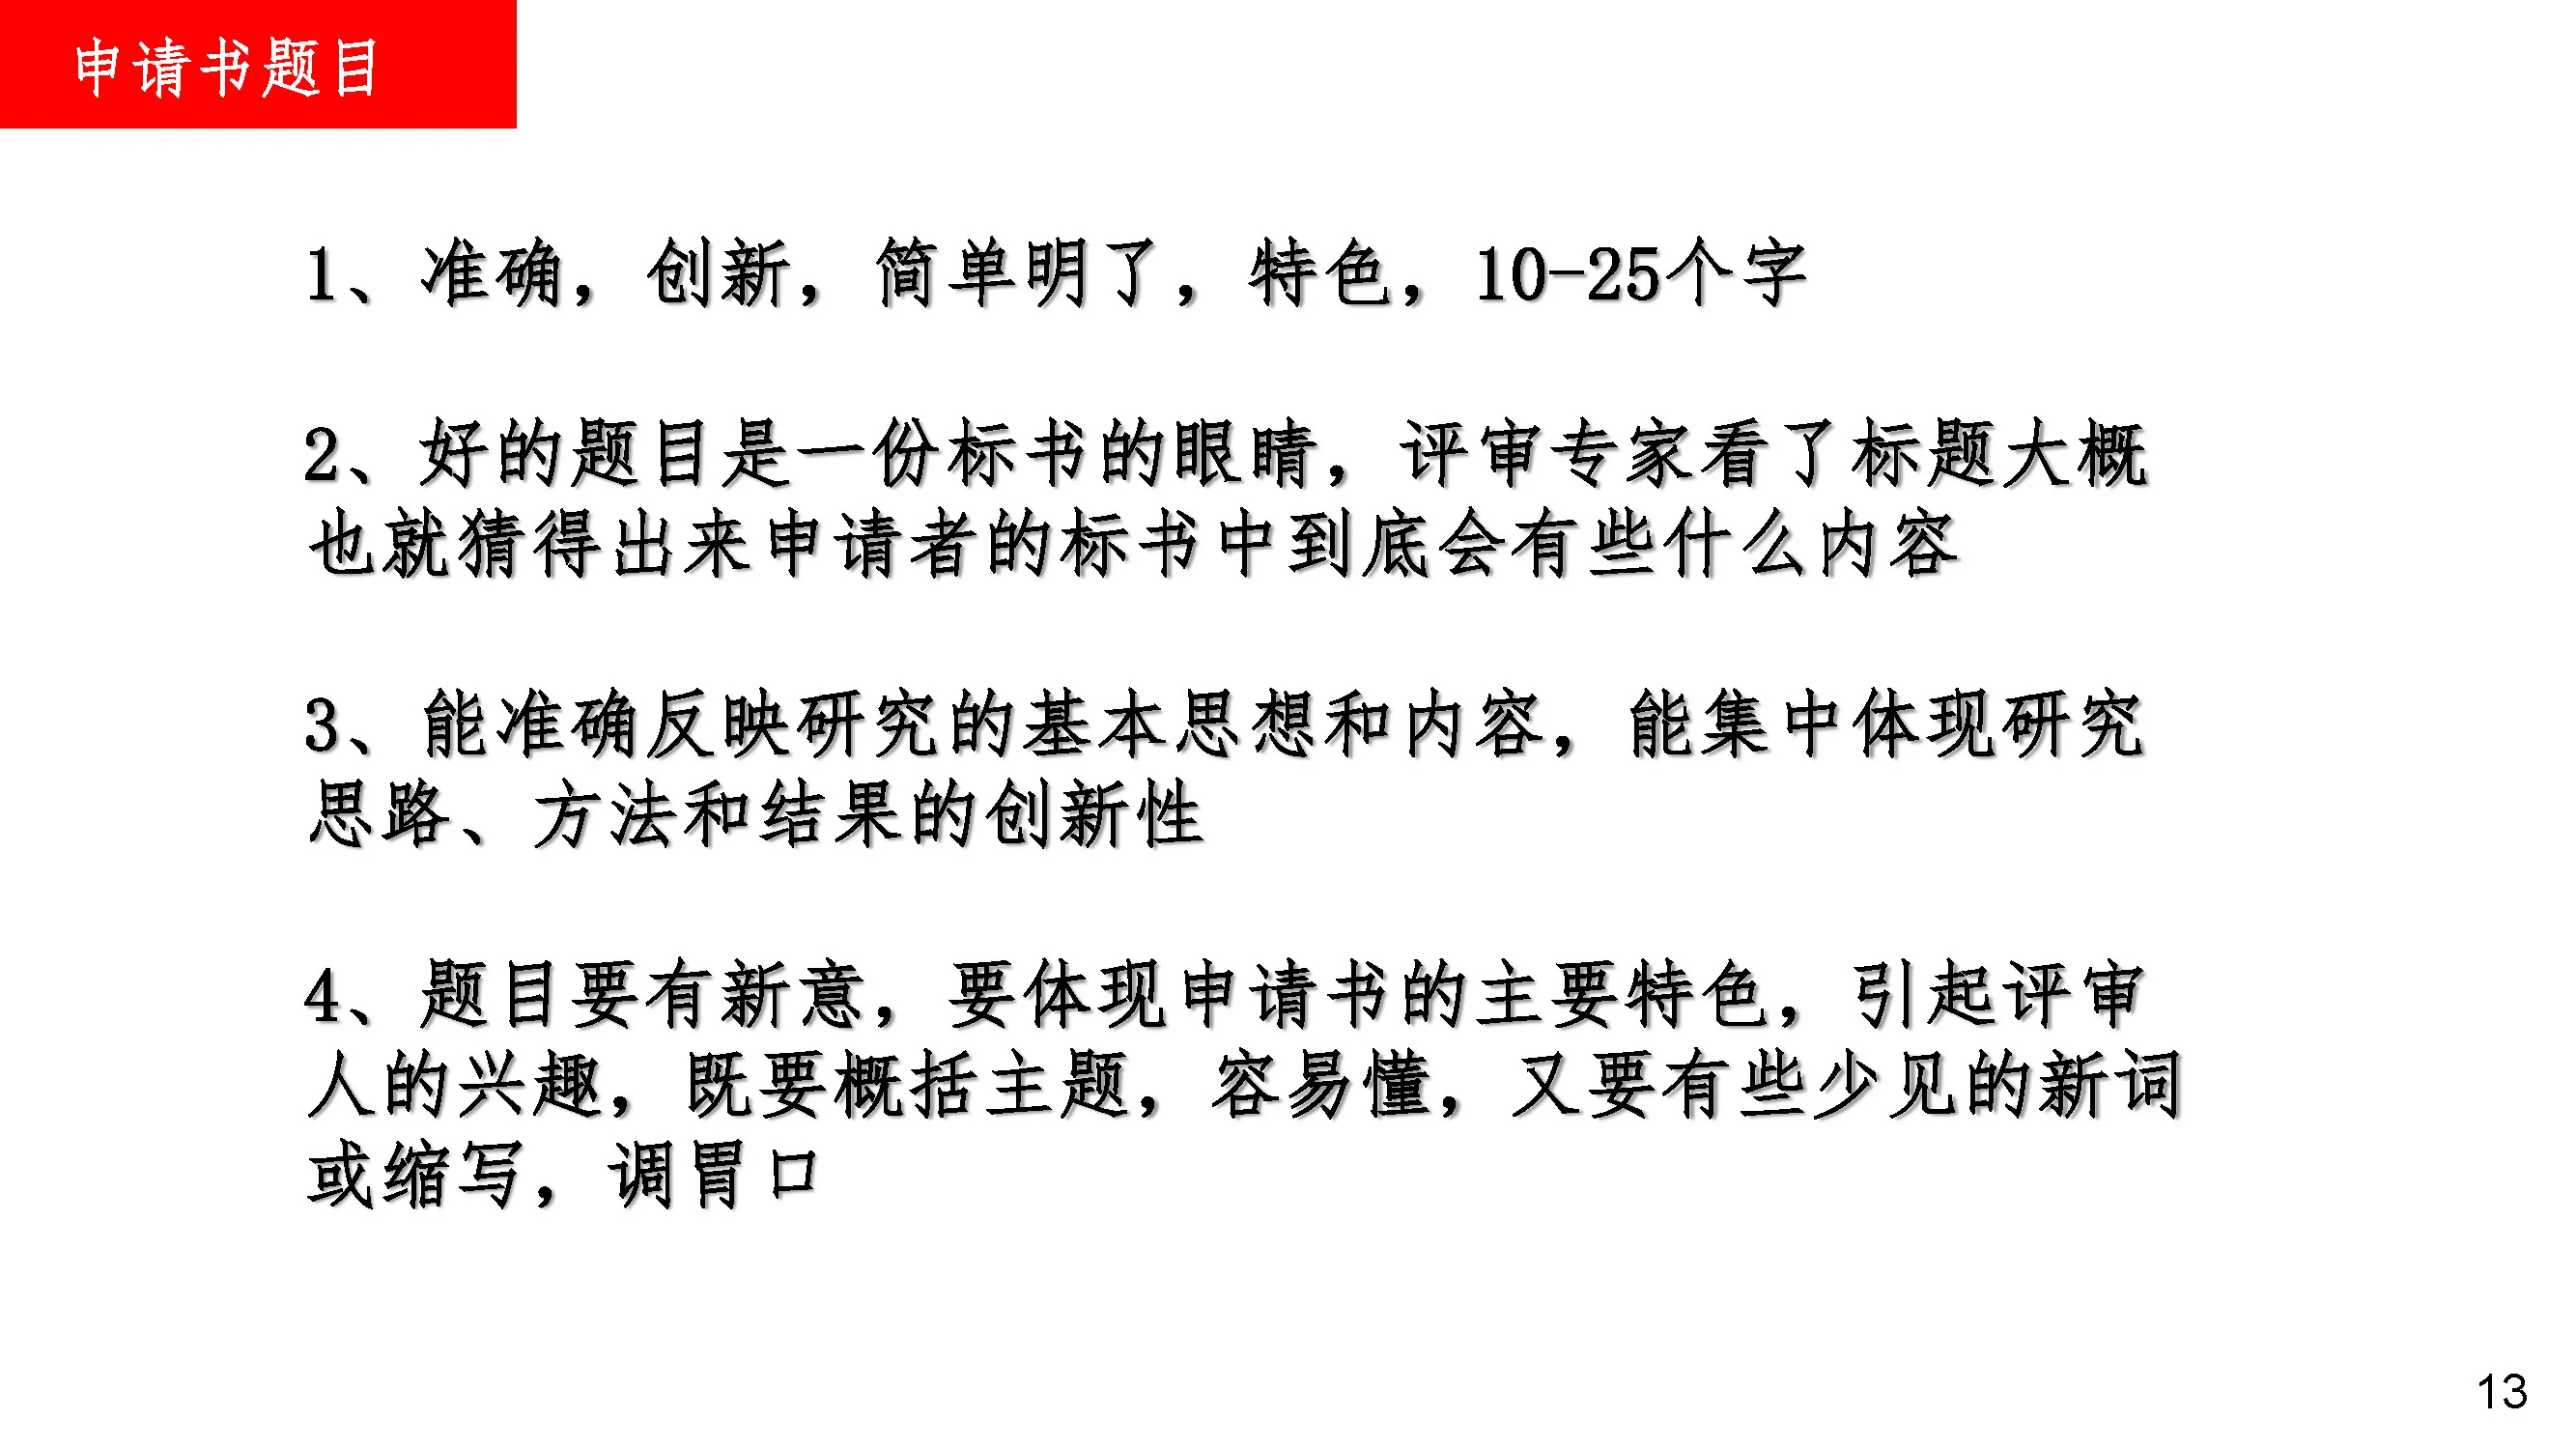 申请书题目
1、准确，创新，简单明了，特色，10-25个字
2、好的题目是一份标书的眼睛，评审专家看了标题大概
也就猜得出来申请者的标书中到底会有些什么内容
3、能准确反映研究的基本思想和内容，能集中体现研究
思路、方法和结果的创新性
4、题目要有新意，要体现申请书的主要特色，引起评审
人的兴趣，既要概括主题，容易懂，又要有些少见的新词
或缩写，调胃口
13